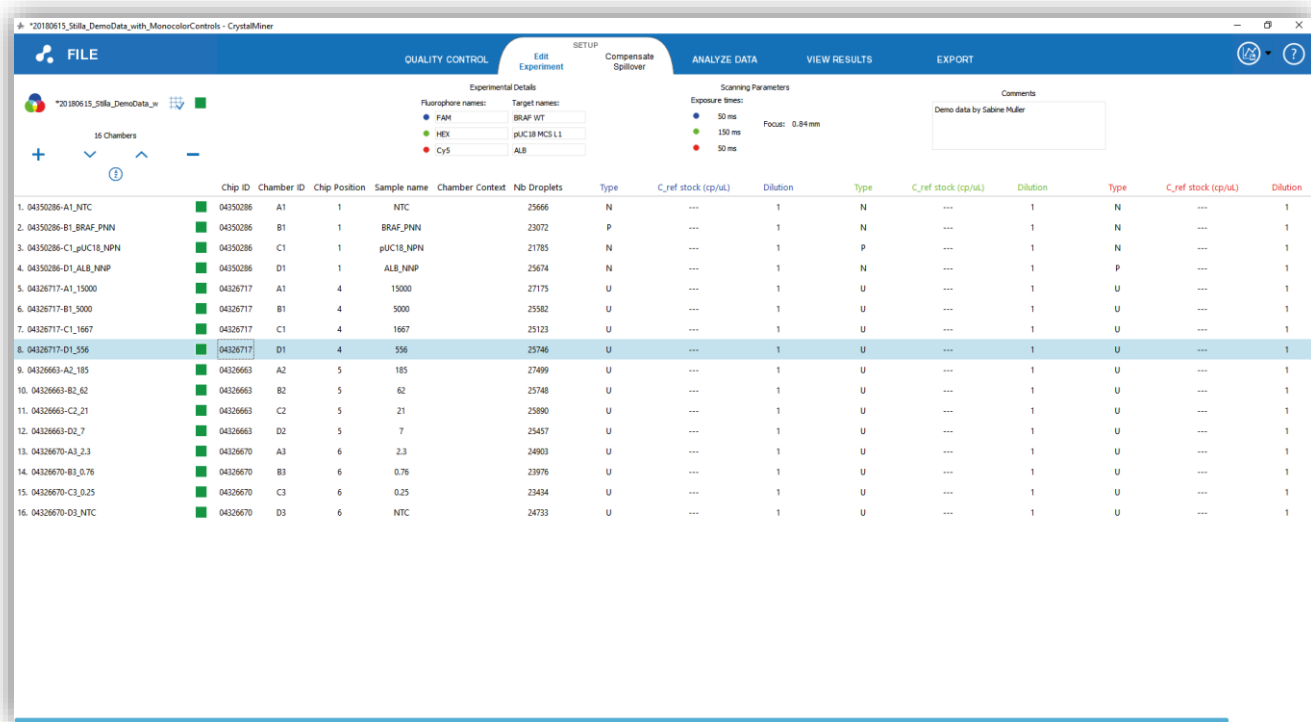 *20180615_Stilla_DemoData_with_MonocolorControls - CrystalMiner
FILE
QUALITY CONTROL
SETUP
Edit Experiment
Compensate Spillover
ANALYZE DATA
VIEW RESULTS
EXPORT
?
*20180615_Stilla_DemoData_w
16 Chambers
Experimental Details
Fluorophore names: Target names:
FAM BRAF WT
HEX pUC18 MCS L1
Cy5 ALB
Scanning Parameters
Exposure times:
50 ms
150 ms
50 ms
Focus: 0.84 mm
Comments
Demo data by Sabine Muller
Chip ID Chamber ID Chip Position Sample name Chamber Context Nb Droplets Type C_ref stock (cp/uL) Dilution Type C_ref stock (cp/uL) Dilution Type C_ref stock (cp/uL) Dilution
1. 04350286-A1_NTC 04350286 A1 1 NTC 25666 N --- 1 N --- 1 N --- 1
2. 04350286-B1_BRAF_PNN 04350286 B1 1 BRAF_PNN 23072 P --- 1 N --- 1 N --- 1
3. 04350286-C1_pUC18_NPN 04350286 C1 1 pUC18_NPN 21785 N --- 1 P --- 1 N --- 1
4. 04350286-D1_ALB_NNP 04350286 D1 1 ALB_NNP 25674 N --- 1 N --- 1 P --- 1
5. 04326717-A1_15000 04326717 A1 4 15000 27175 U --- 1 U --- 1 U --- 1
6. 04326717-B1_5000 04326717 B1 4 5000 25582 U --- 1 U --- 1 U --- 1
7. 04326717-C1_1667 04326717 C1 4 1667 25123 U --- 1 U --- 1 U --- 1
8. 04326717-D1_556 04326717 D1 4 556 25746 U --- 1 U --- 1 U --- 1
9. 04326663-A2_185 04326663 A2 5 185 27499 U --- 1 U --- 1 U --- 1
10. 04326663-B2_62 04326663 B2 5 62 25748 U --- 1 U --- 1 U --- 1
11. 04326663-C2_21 04326663 C2 5 21 25890 U --- 1 U --- 1 U --- 1
12. 04326663-D2_7 04326663 D2 5 7 25457 U --- 1 U --- 1 U --- 1
13. 04326670-A3_2.3 04326670 A3 6 2.3 24903 U --- 1 U --- 1 U --- 1
14. 04326670-B3_0.76 04326670 B3 6 0.76 23976 U --- 1 U --- 1 U --- 1
15. 04326670-C3_0.25 04326670 C3 6 0.25 23434 U --- 1 U --- 1 U --- 1
16. 04326670-D3_NTC 04326670 D3 6 NTC 24733 U --- 1 U --- 1 U --- 1